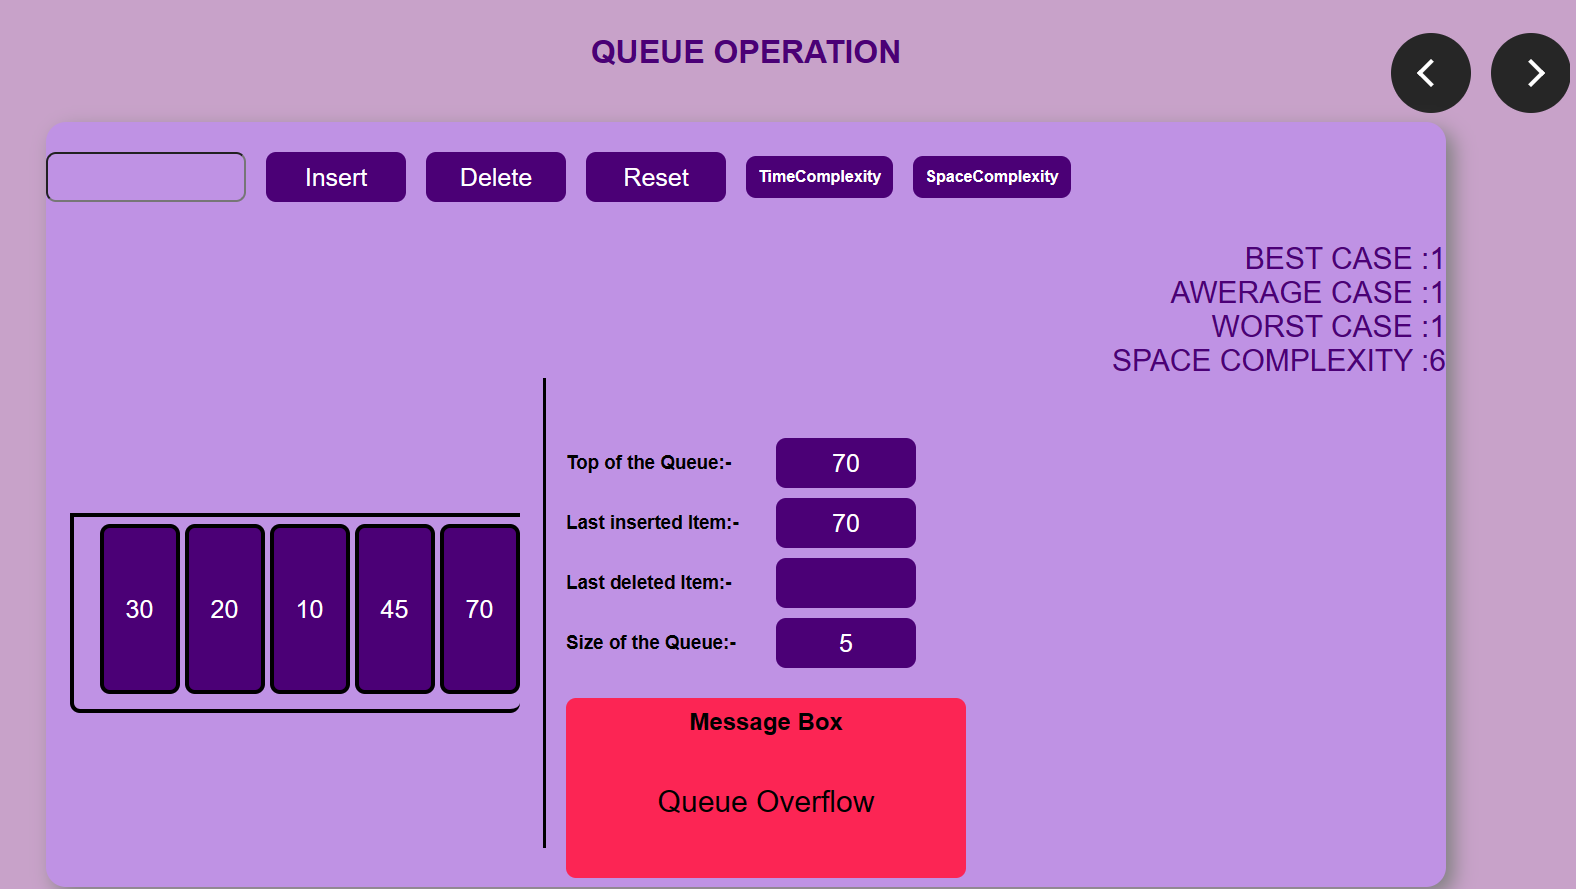 QUEUE OPERATION
Insert Delete Reset TimeComplexity SpaceComplexity
BEST CASE :1
AWERAGE CASE :1
WORST CASE :1
SPACE COMPLEXITY :6
30 20 10 45 70
Top of the Queue:- 70
Last inserted Item:- 70
Last deleted Item:-
Size of the Queue:- 5
Message Box
Queue Overflow